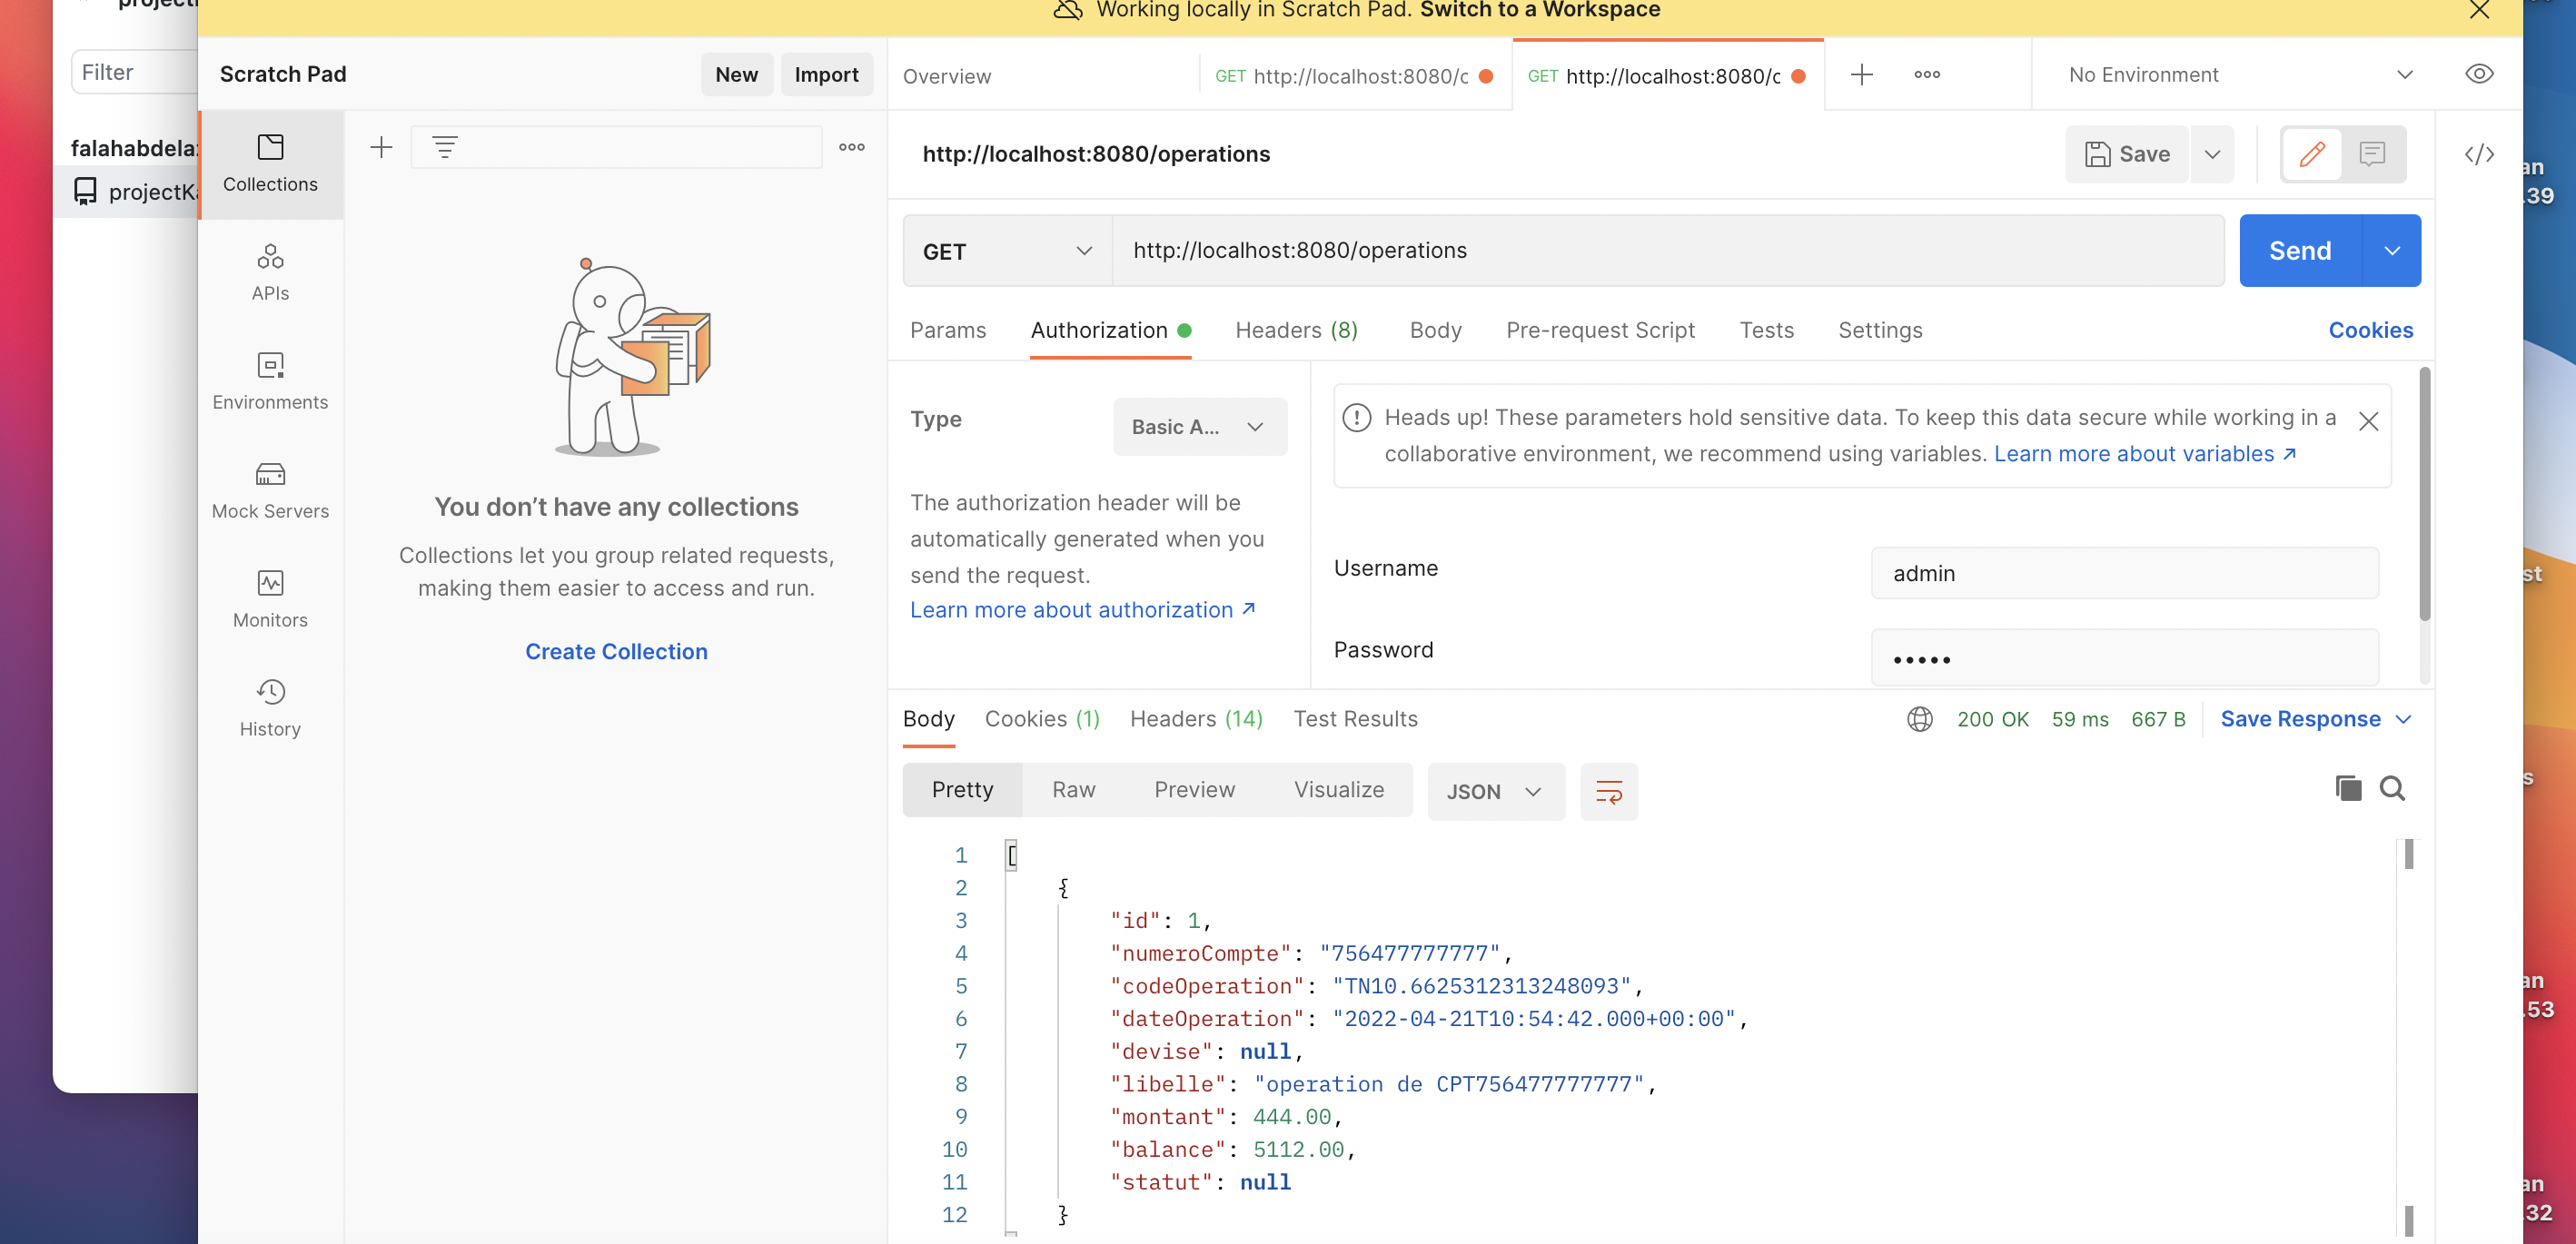 Working locally in Scratch Pad. Switch to a Workspace
Filter
falahabdela
Scratch Pad
New
Import
Overview
GET http://localhost:8080/c
GET http://localhost:8080/c
No Environment
Collections
APIs
Environments
Mock Servers
Monitors
History
You don’t have any collections
Collections let you group related requests,
making them easier to access and run.
Create Collection
http://localhost:8080/operations
Save
</>
GET
http://localhost:8080/operations
Send
Params
Authorization
Headers (8)
Body
Pre-request Script
Tests
Settings
Cookies
Type
Basic A...
The authorization header will be
automatically generated when you
send the request.
Learn more about authorization ↗
Heads up! These parameters hold sensitive data. To keep this data secure while working in a
collaborative environment, we recommend using variables. Learn more about variables ↗
Username
admin
Password
•••••
Body
Cookies (1)
Headers (14)
Test Results
200 OK
59 ms
667 B
Save Response
Pretty
Raw
Preview
Visualize
JSON
1 [
2 {
3 "id": 1,
4 "numeroCompte": "756477777777",
5 "codeOperation": "TN10.6625312313248093",
6 "dateOperation": "2022-04-21T10:54:42.000+00:00",
7 "devise": null,
8 "libelle": "operation de CPT756477777777",
9 "montant": 444.00,
10 "balance": 5112.00,
11 "statut": null
12 }
an
.39
st
s
an
.53
an
.32